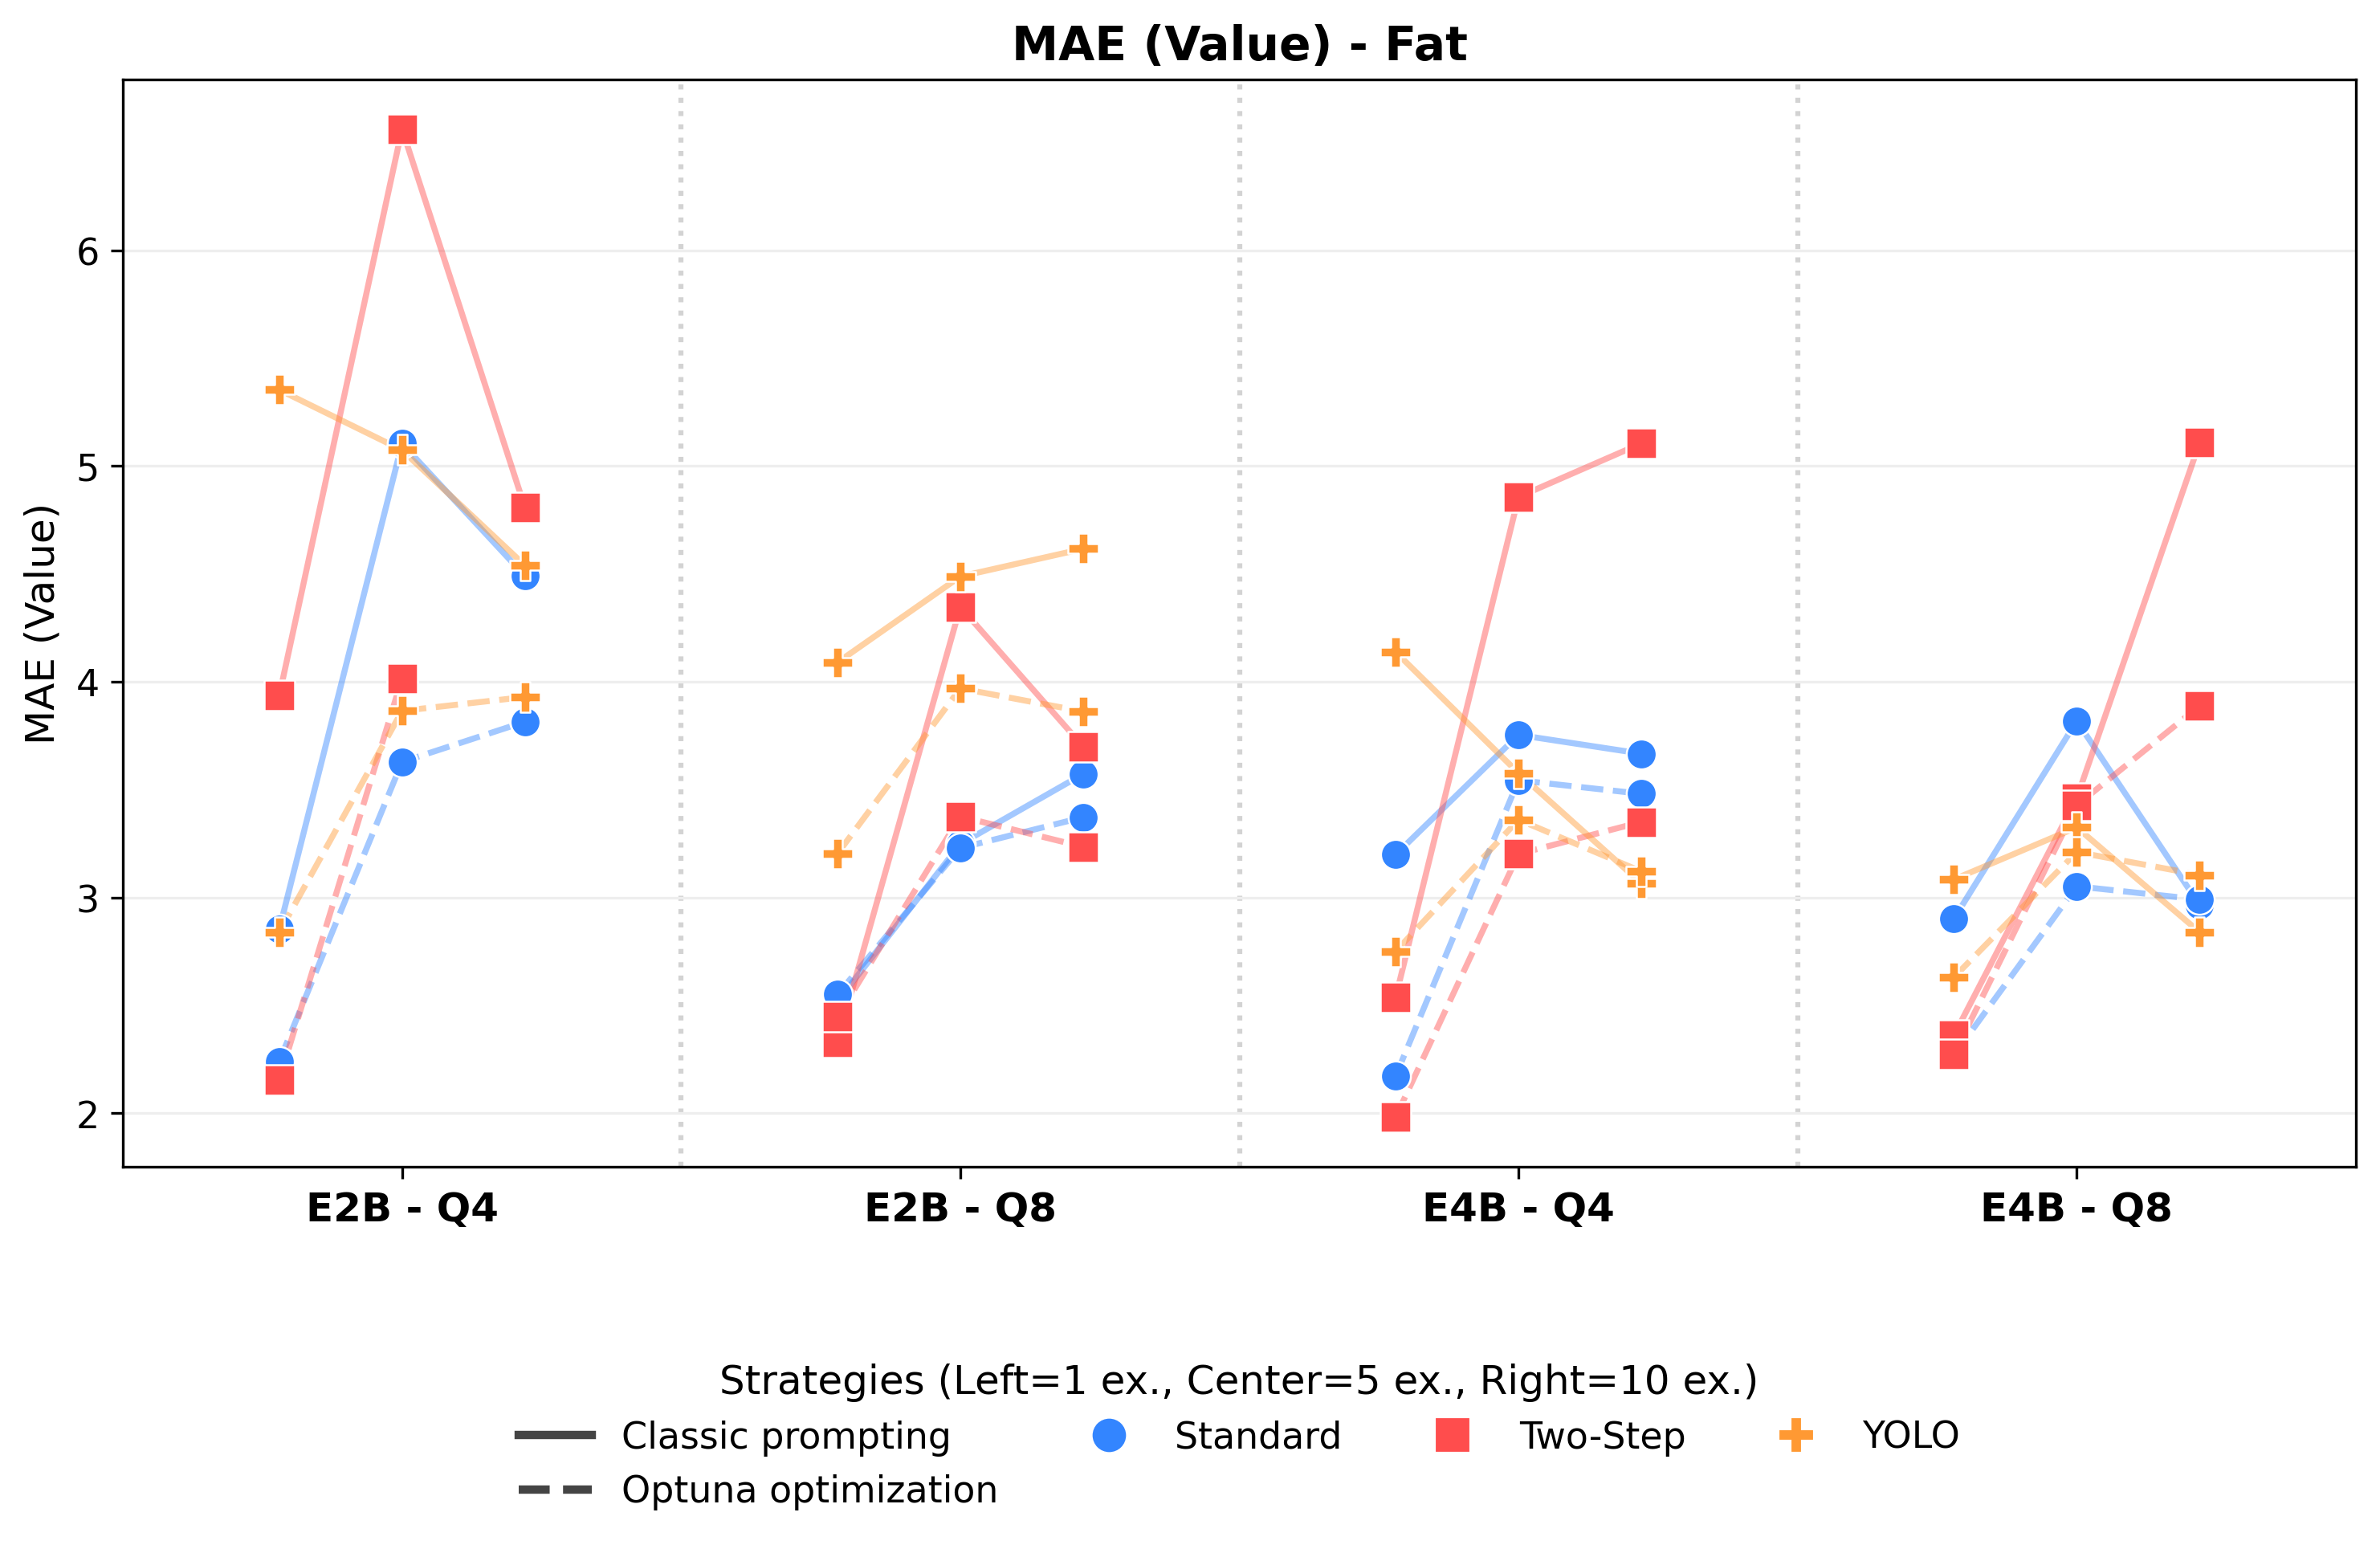 MAE (Value) - Fat
MAE (Value)
6
5
4
3
2
E2B - Q4 E2B - Q8 E4B - Q4 E4B - Q8
Strategies (Left=1 ex., Center=5 ex., Right=10 ex.)
Classic prompting Standard Two-Step YOLO
Optuna optimization